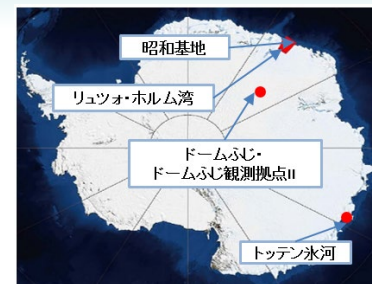 昭和基地
リュツォ・ホルム湾
ドームふじ・
ドームふじ観測拠点II
トッテン氷河